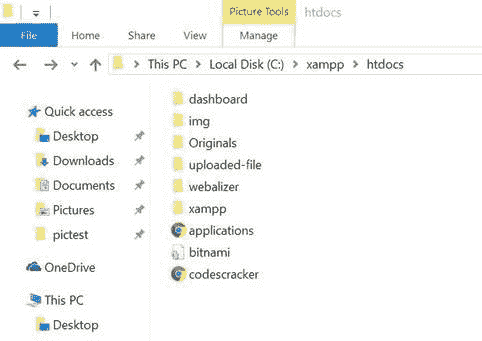 Picture Tools htdocs
File Home Share View Manage
This PC Local Disk (C:) xampp htdocs
Quick access
Desktop
Downloads
Documents
Pictures
pictest
OneDrive
This PC
Desktop
dashboard
img
Originals
uploaded-file
webalizer
xampp
applications
bitnami
codescracker